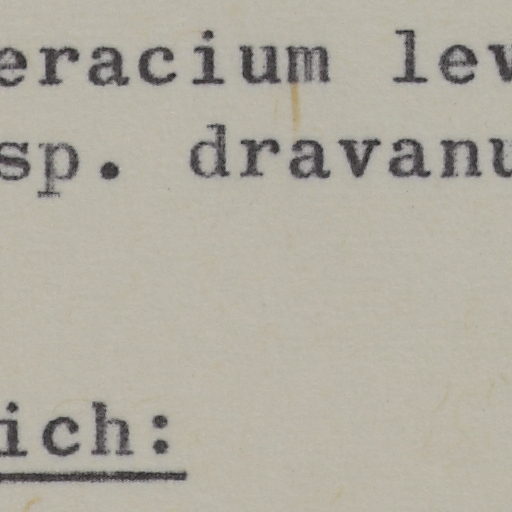 eracium lev
sp. dravanu
ich: